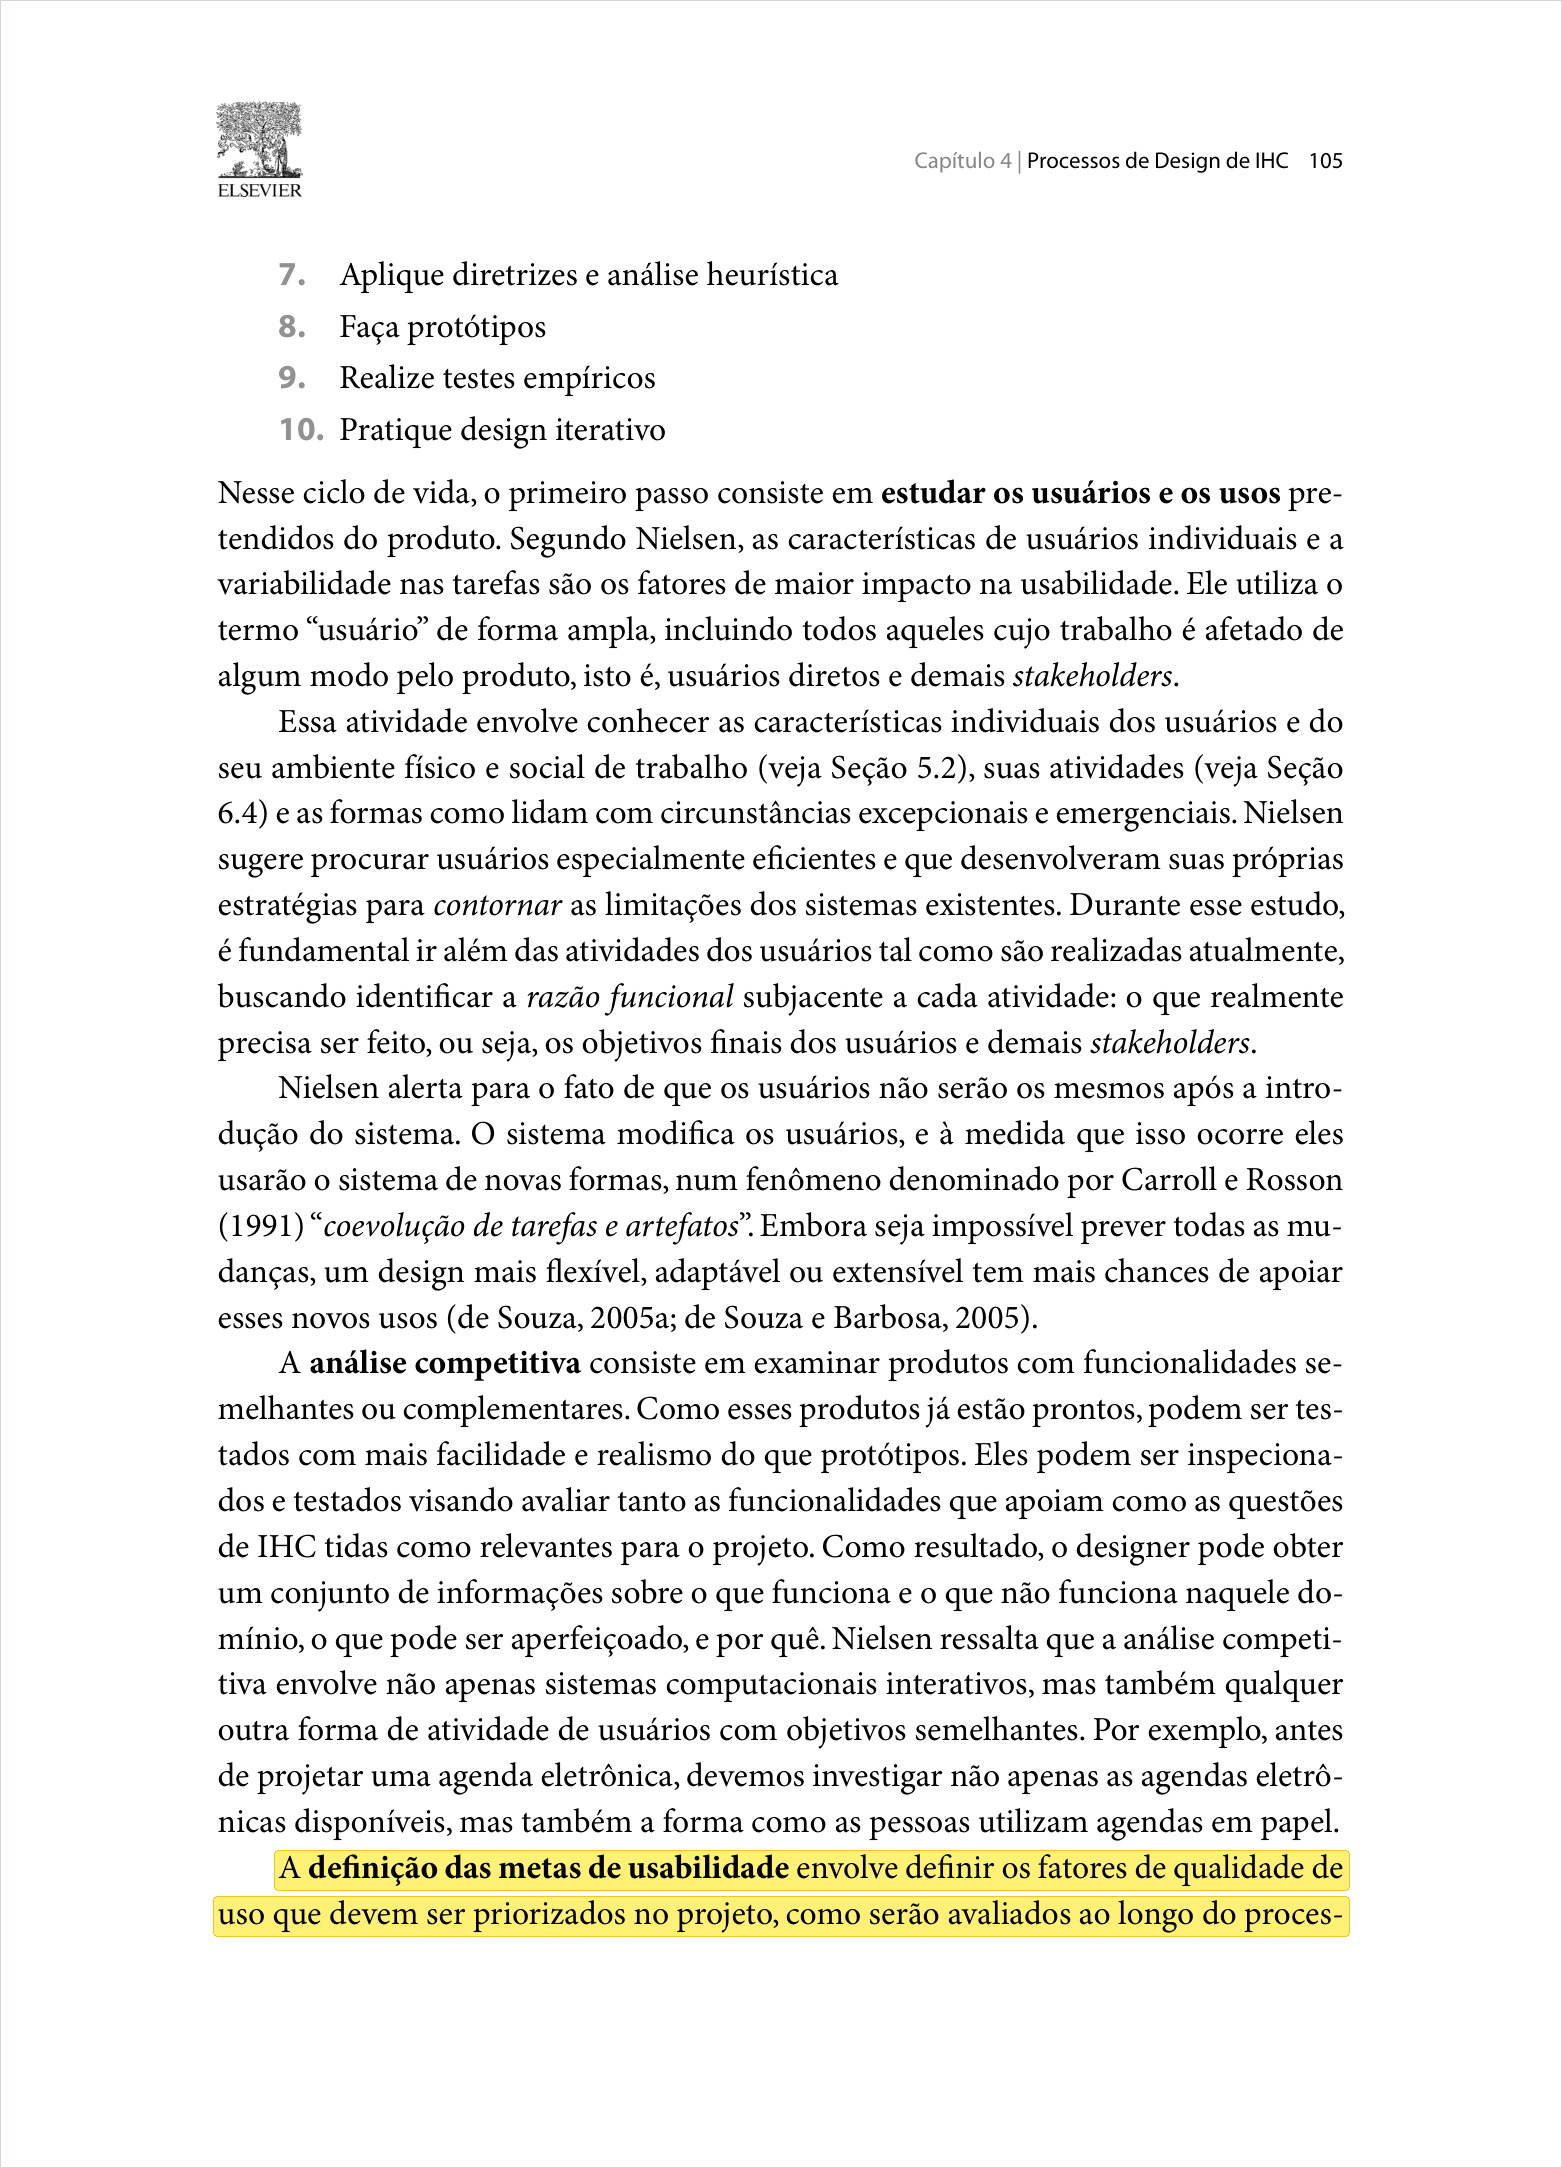 ELSEVIER
Capítulo 4 | Processos de Design de IHC 105
7. Aplique diretrizes e análise heurística
8. Faça protótipos
9. Realize testes empíricos
10. Pratique design iterativo
Nesse ciclo de vida, o primeiro passo consiste em estudar os usuários e os usos pre-
tendidos do produto. Segundo Nielsen, as características de usuários individuais e a
variabilidade nas tarefas são os fatores de maior impacto na usabilidade. Ele utiliza o
termo “usuário” de forma ampla, incluindo todos aqueles cujo trabalho é afetado de
algum modo pelo produto, isto é, usuários diretos e demais stakeholders.
Essa atividade envolve conhecer as características individuais dos usuários e do
seu ambiente físico e social de trabalho (veja Seção 5.2), suas atividades (veja Seção
6.4) e as formas como lidam com circunstâncias excepcionais e emergenciais. Nielsen
sugere procurar usuários especialmente eficientes e que desenvolveram suas próprias
estratégias para contornar as limitações dos sistemas existentes. Durante esse estudo,
é fundamental ir além das atividades dos usuários tal como são realizadas atualmente,
buscando identificar a razão funcional subjacente a cada atividade: o que realmente
precisa ser feito, ou seja, os objetivos finais dos usuários e demais stakeholders.
Nielsen alerta para o fato de que os usuários não serão os mesmos após a intro-
dução do sistema. O sistema modifica os usuários, e à medida que isso ocorre eles
usarão o sistema de novas formas, num fenômeno denominado por Carroll e Rosson
(1991) “coevolução de tarefas e artefatos”. Embora seja impossível prever todas as mu-
danças, um design mais flexível, adaptável ou extensível tem mais chances de apoiar
esses novos usos (de Souza, 2005a; de Souza e Barbosa, 2005).
A análise competitiva consiste em examinar produtos com funcionalidades se-
melhantes ou complementares. Como esses produtos já estão prontos, podem ser tes-
tados com mais facilidade e realismo do que protótipos. Eles podem ser inspeciona-
dos e testados visando avaliar tanto as funcionalidades que apoiam como as questões
de IHC tidas como relevantes para o projeto. Como resultado, o designer pode obter
um conjunto de informações sobre o que funciona e o que não funciona naquele do-
mínio, o que pode ser aperfeiçoado, e por quê. Nielsen ressalta que a análise competi-
tiva envolve não apenas sistemas computacionais interativos, mas também qualquer
outra forma de atividade de usuários com objetivos semelhantes. Por exemplo, antes
de projetar uma agenda eletrônica, devemos investigar não apenas as agendas eletrô-
nicas disponíveis, mas também a forma como as pessoas utilizam agendas em papel.
A definição das metas de usabilidade envolve definir os fatores de qualidade de
uso que devem ser priorizados no projeto, como serão avaliados ao longo do proces-